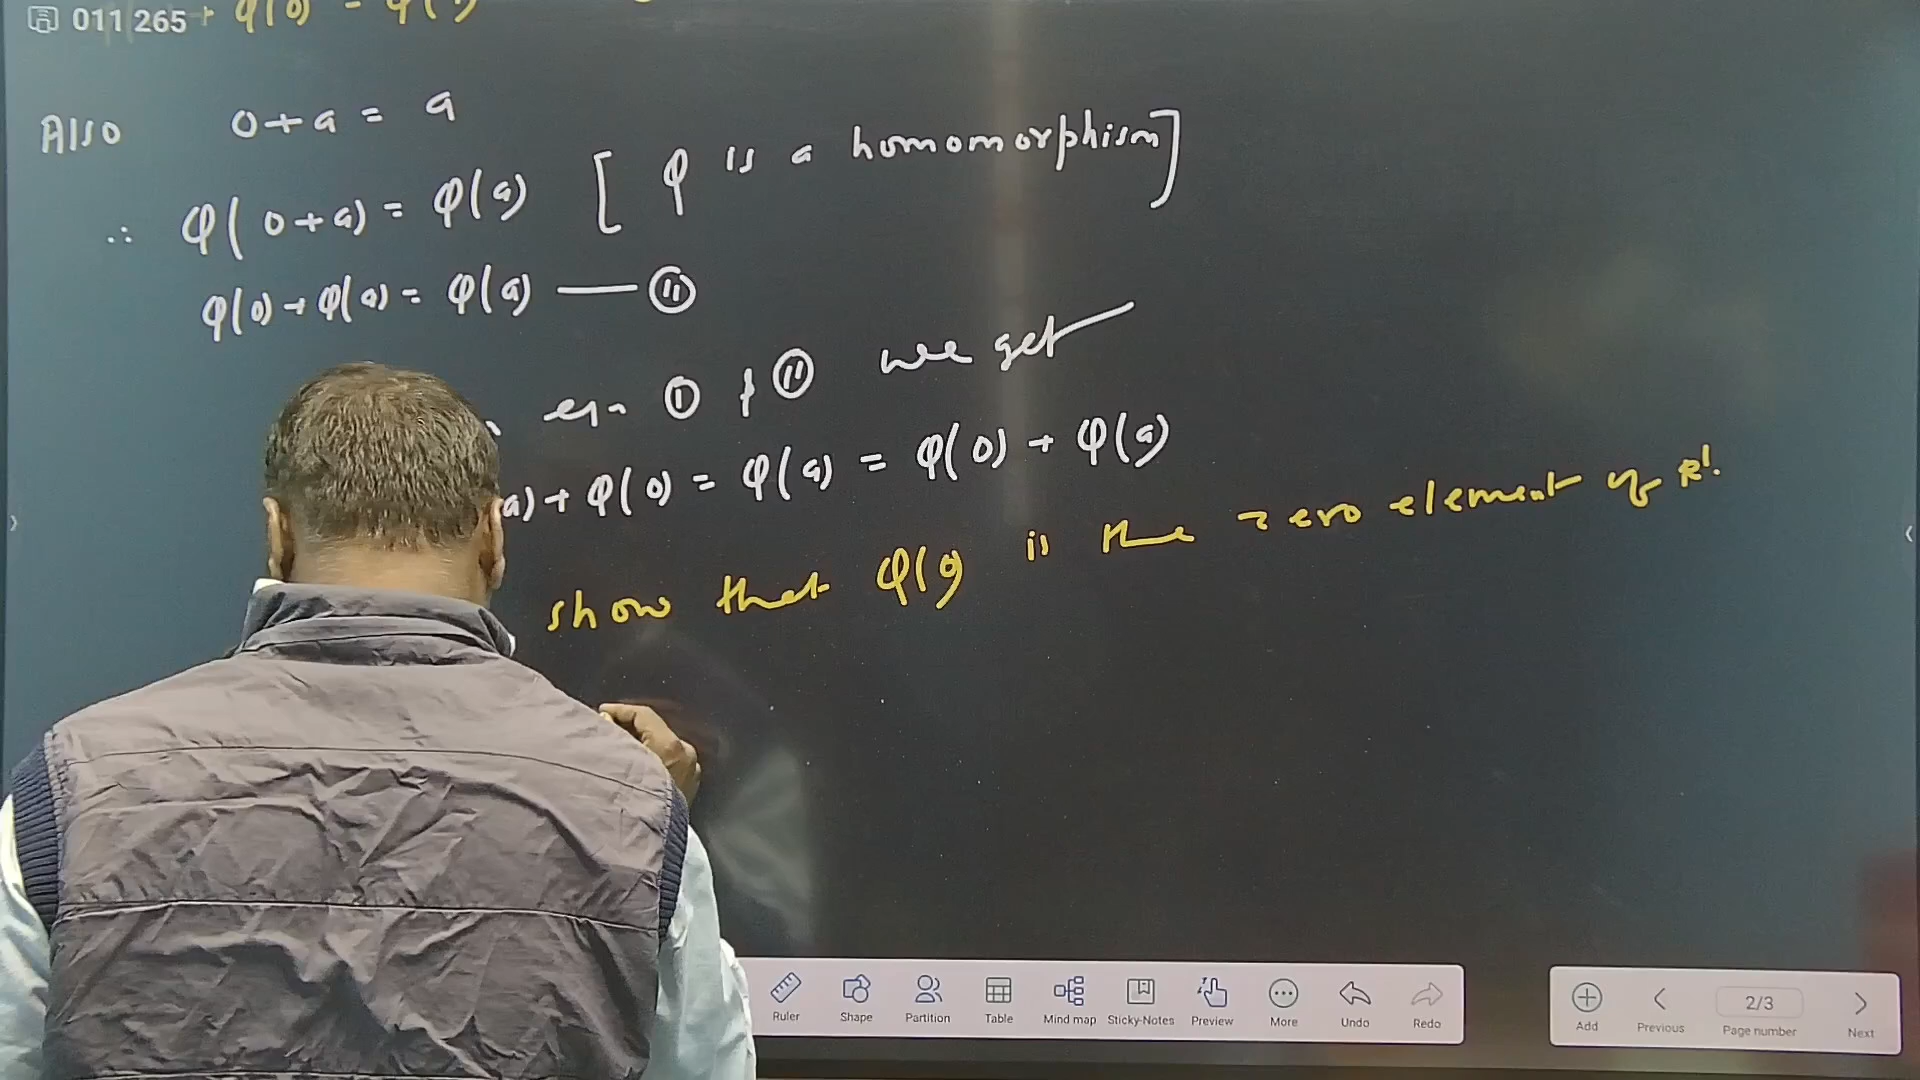 011 265 + φ(0) = φ(
Also 0+a = a
∴ φ(0+a) = φ(a) [ φ is a homomorphism]
φ(0)+φ(a) = φ(a) — (ii)
eqn (i) & (ii) we get
a)+φ(0) = φ(a) = φ(0) + φ(a)
show that φ(0) is the zero element of R'.
Ruler Shape Partition Table Mind map Sticky-Notes Preview More Undo Redo
Add Previous 2/3 Page number Next